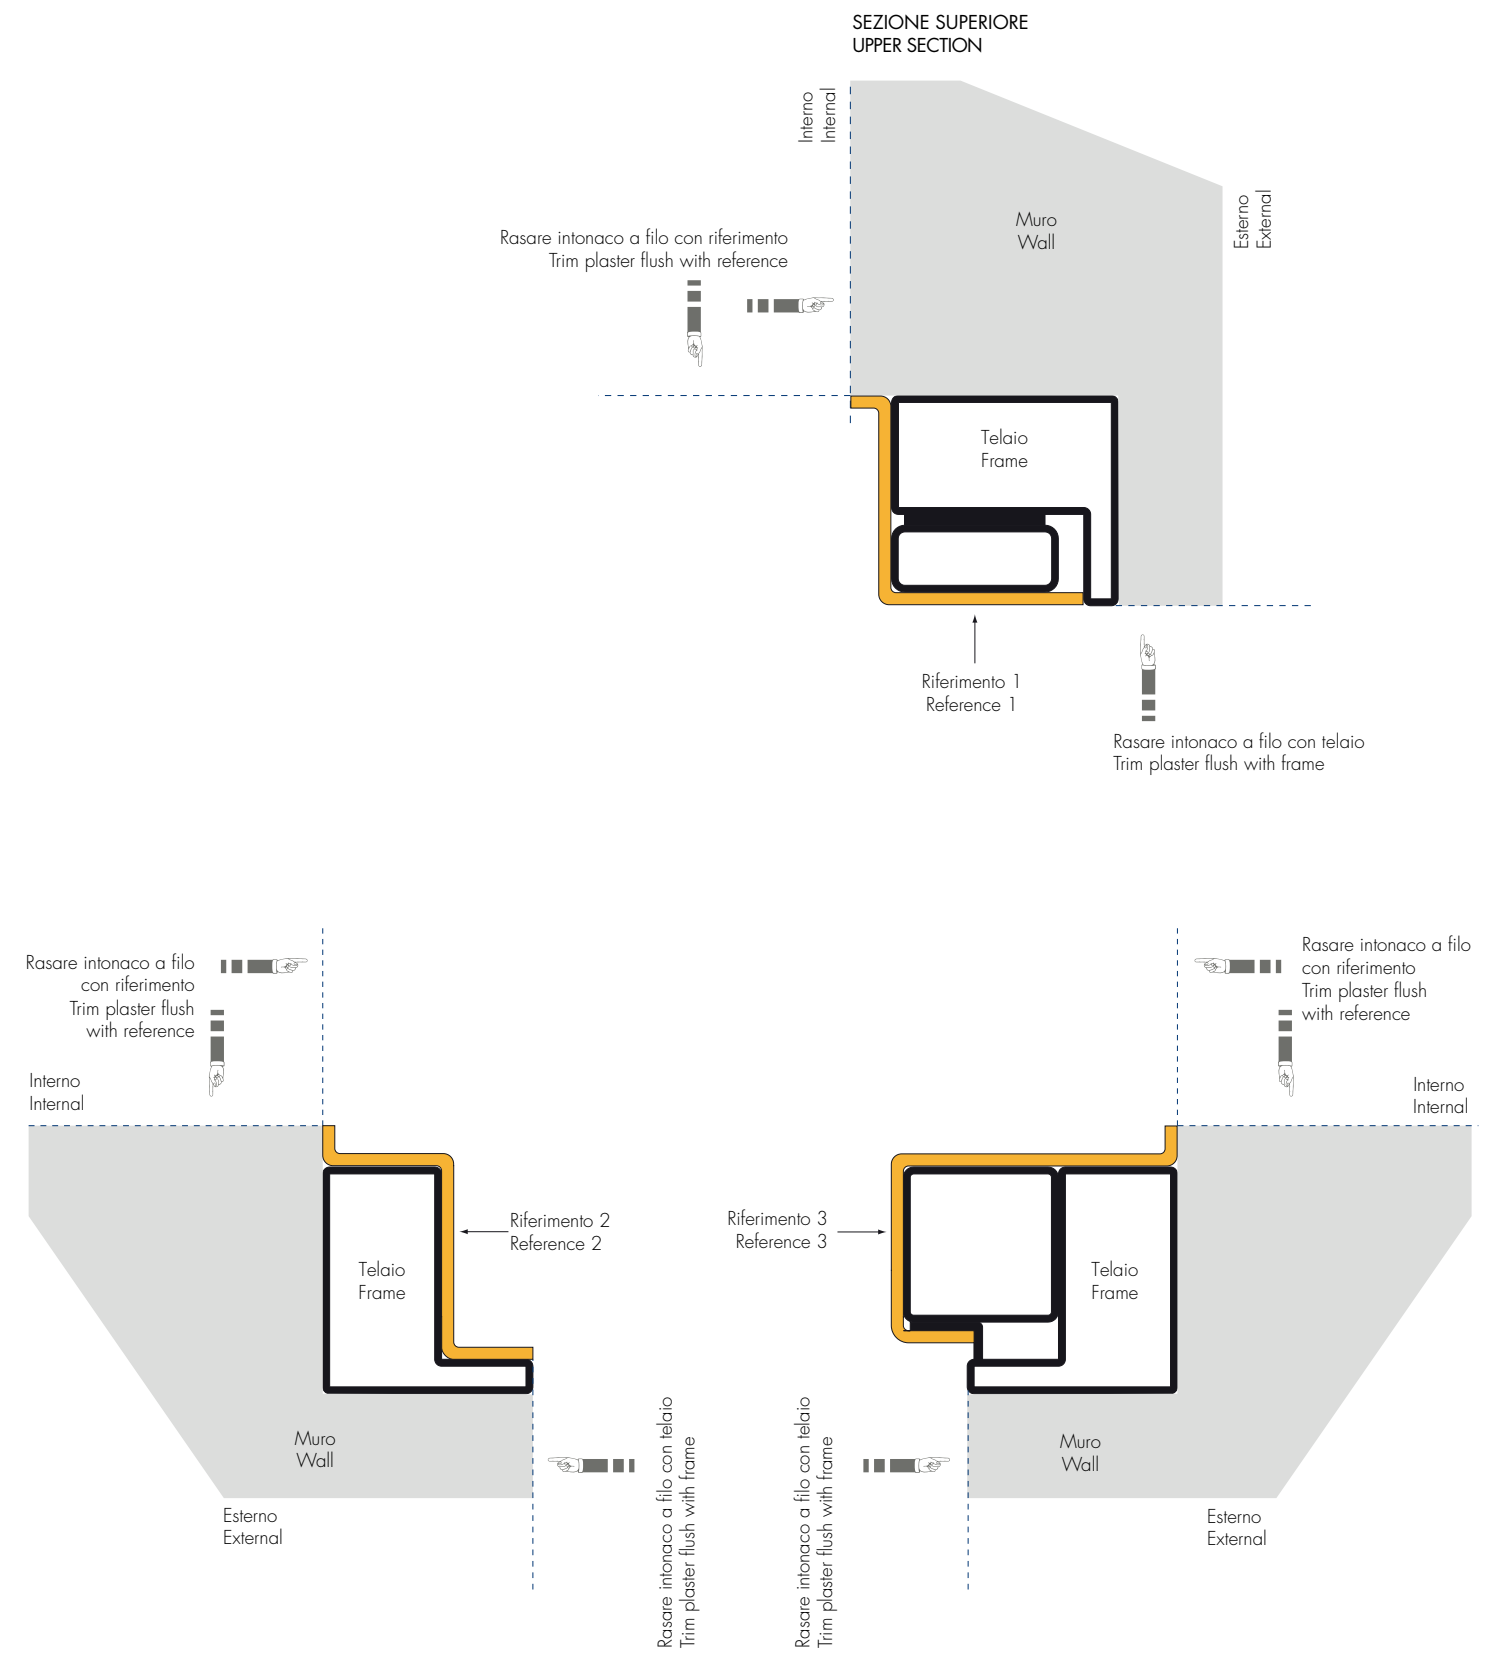 SEZIONE SUPERIORE
UPPER SECTION
Interno
Internal
Muro
Wall
Esterno
External
Rasare intonaco a filo con riferimento
Trim plaster flush with reference
Telaio
Frame
Riferimento 1
Reference 1
Rasare intonaco a filo con telaio
Trim plaster flush with frame
Rasare intonaco a filo
con riferimento
Trim plaster flush
with reference
Interno
Internal
Riferimento 2
Reference 2
Telaio
Frame
Muro
Wall
Esterno
External
Rasare intonaco a filo con telaio
Trim plaster flush with frame
Rasare intonaco a filo
con riferimento
Trim plaster flush
with reference
Interno
Internal
Riferimento 3
Reference 3
Telaio
Frame
Rasare intonaco a filo con telaio
Trim plaster flush with frame
Muro
Wall
Esterno
External